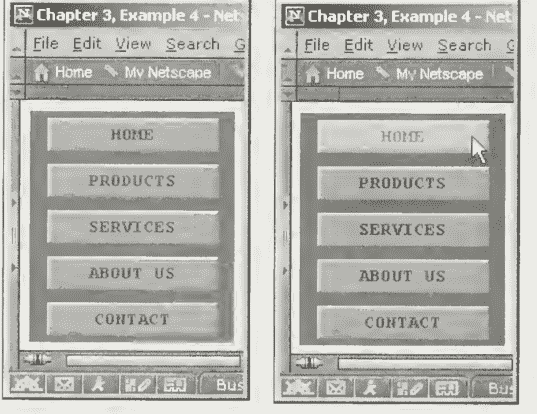 Chapter 3, Example 4 - Net
File Edit View Search G
Home My Netscape
HOME
PRODUCTS
SERVICES
ABOUT US
CONTACT
Bus
Chapter 3, Example 4 - Net
File Edit View Search G
Home My Netscape
HOME
PRODUCTS
SERVICES
ABOUT US
CONTACT
Bu